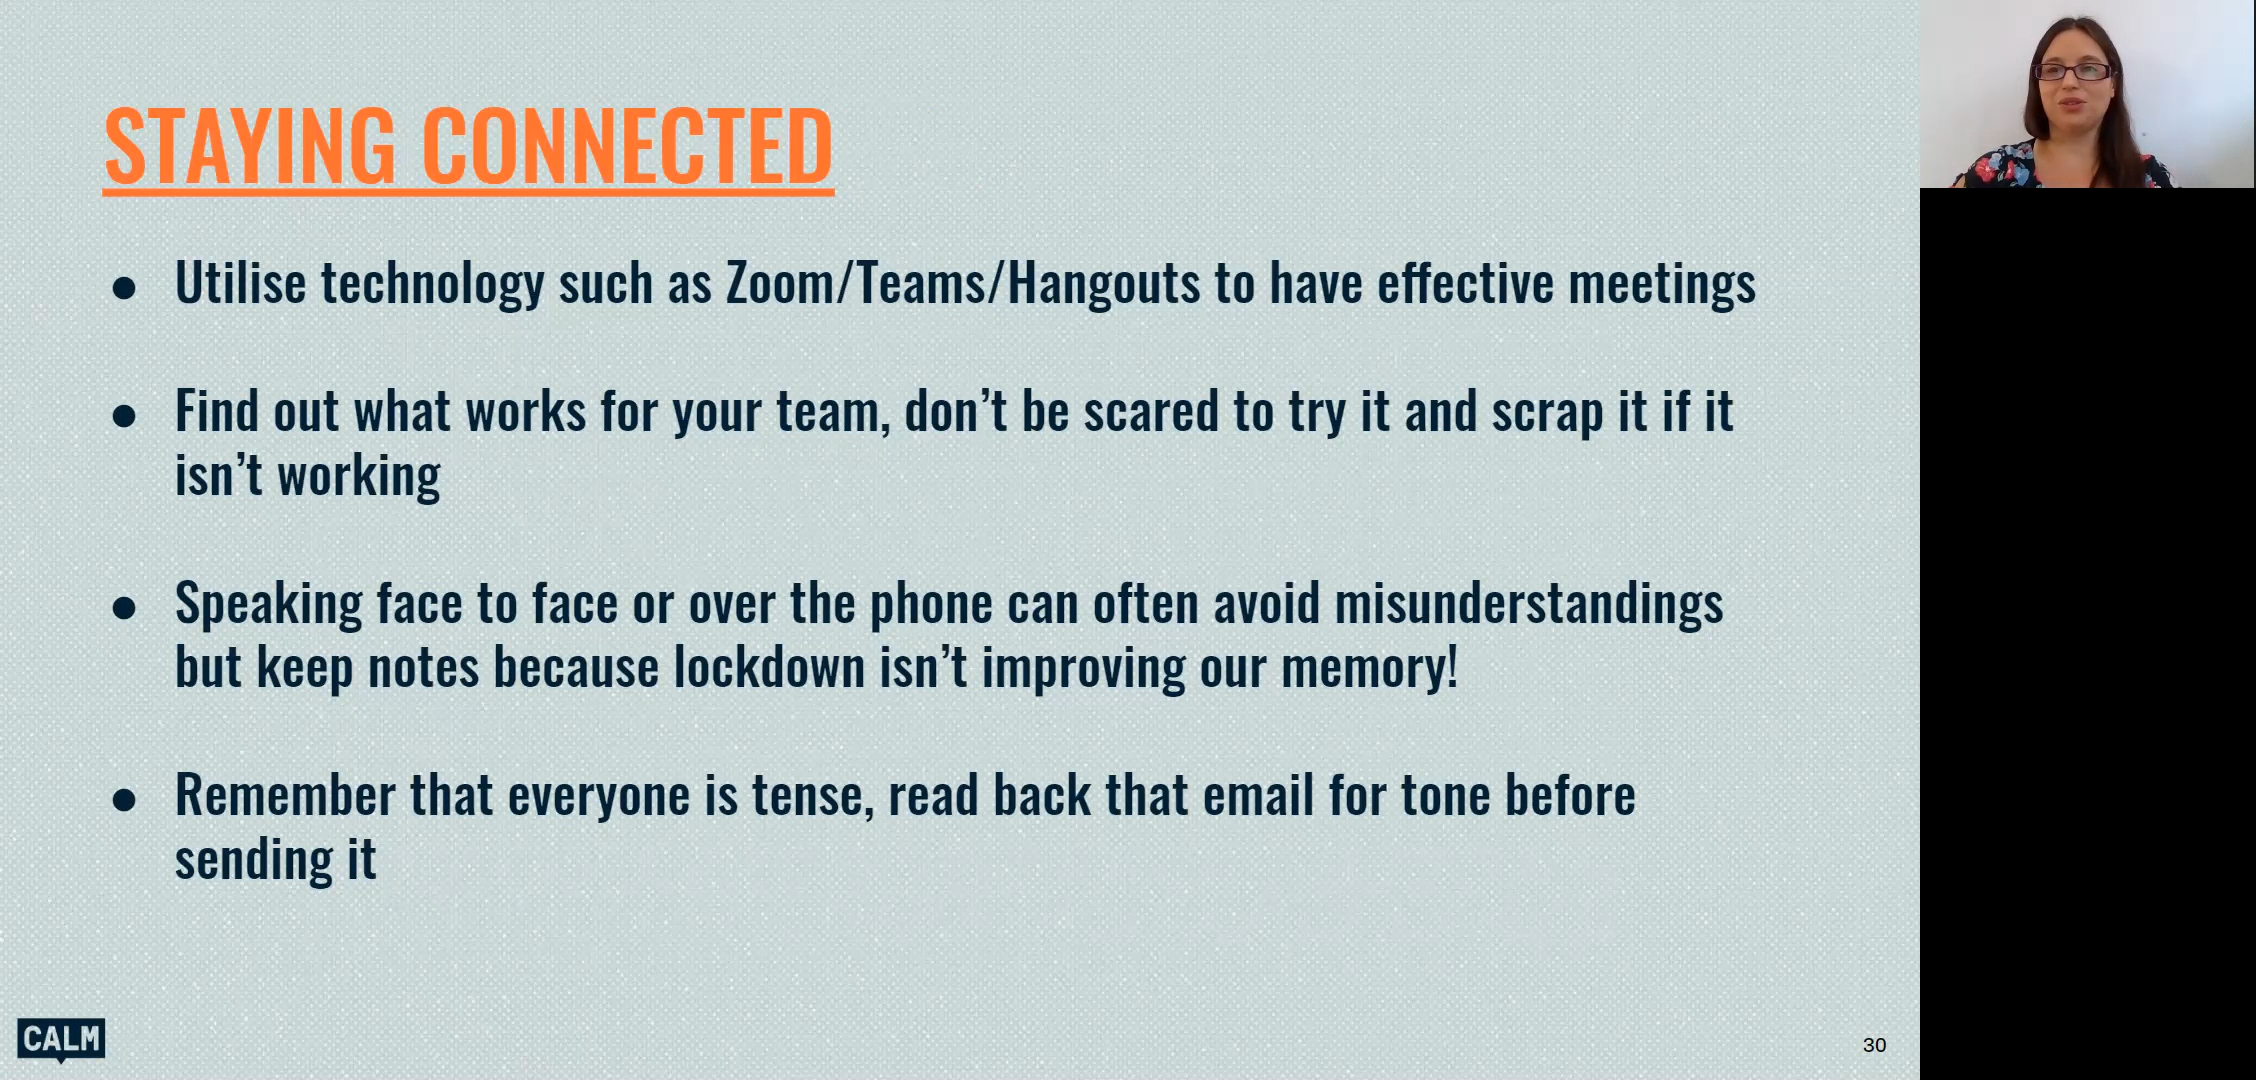 STAYING CONNECTED
● Utilise technology such as Zoom/Teams/Hangouts to have effective meetings
● Find out what works for your team, don’t be scared to try it and scrap it if it
isn’t working
● Speaking face to face or over the phone can often avoid misunderstandings
but keep notes because lockdown isn’t improving our memory!
● Remember that everyone is tense, read back that email for tone before
sending it
CALM
30